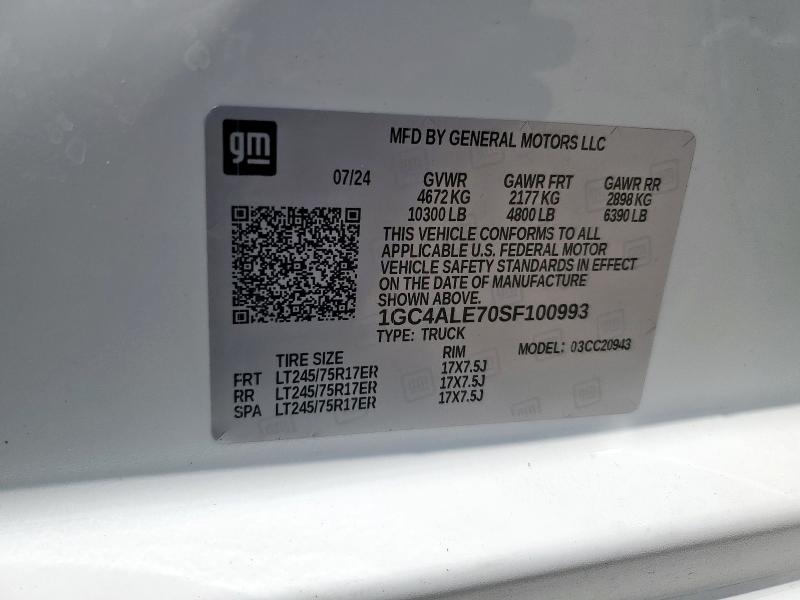 gm
MFD BY GENERAL MOTORS LLC
07/24 GVWR GAWR FRT GAWR RR
4672 KG 2177 KG 2898 KG
10300 LB 4800 LB 6390 LB
THIS VEHICLE CONFORMS TO ALL
APPLICABLE U.S. FEDERAL MOTOR
VEHICLE SAFETY STANDARDS IN EFFECT
ON THE DATE OF MANUFACTURE
SHOWN ABOVE.
1GC4ALE70SF100993
TYPE: TRUCK MODEL: 03CC20943
TIRE SIZE RIM
FRT LT245/75R17ER 17X7.5J
RR LT245/75R17ER 17X7.5J
SPA LT245/75R17ER 17X7.5J